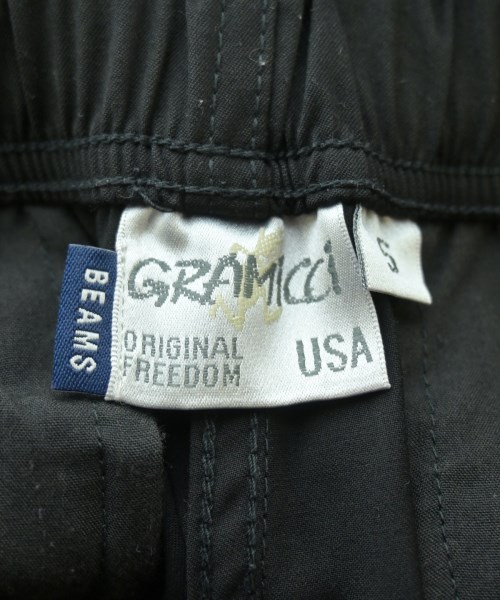 BEAMS
GRAMICCi
ORIGINAL
FREEDOM
USA
S